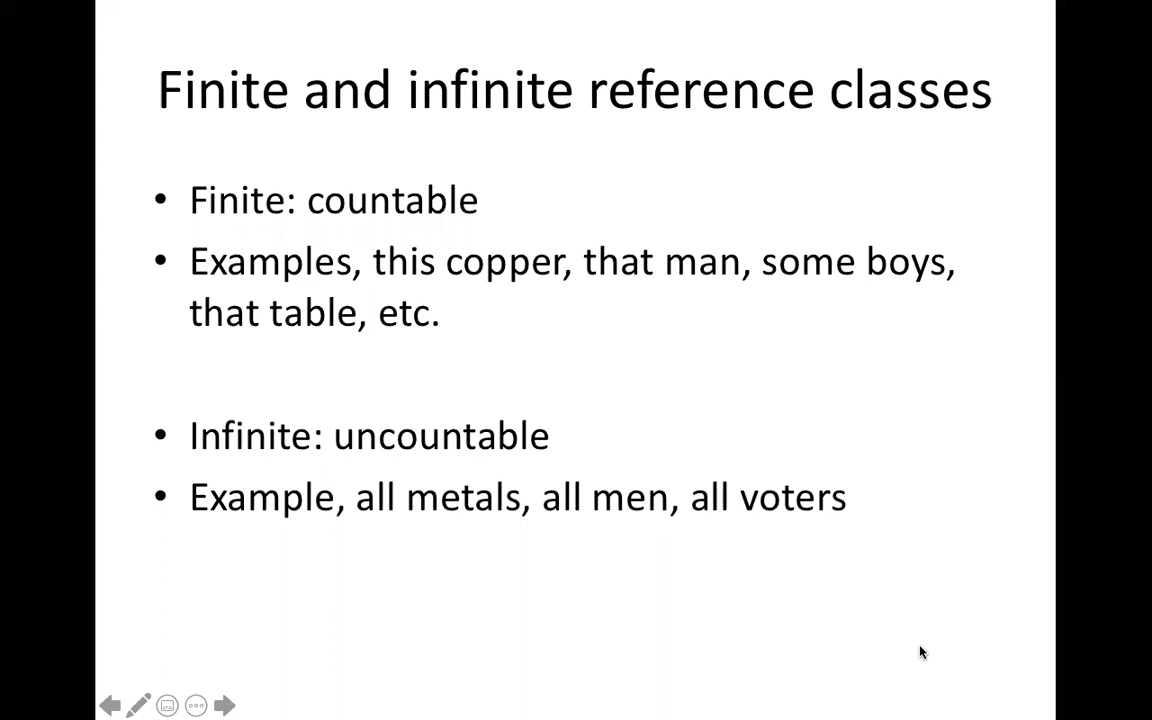 Finite and infinite reference classes
• Finite: countable
• Examples, this copper, that man, some boys,
that table, etc.
• Infinite: uncountable
• Example, all metals, all men, all voters